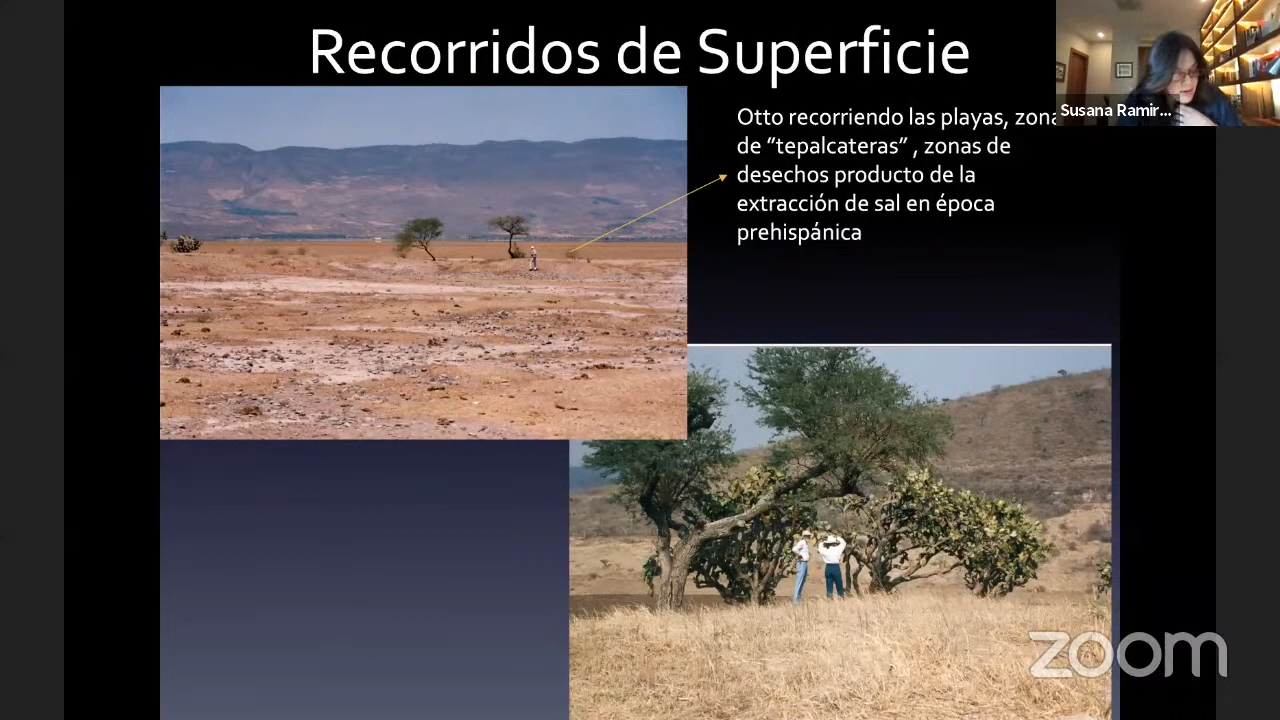 Recorridos de Superficie
Susana Ramir...
Otto recorriendo las playas, zona
de “tepalcateras” , zonas de
desechos producto de la
extracción de sal en época
prehispánica
zoom